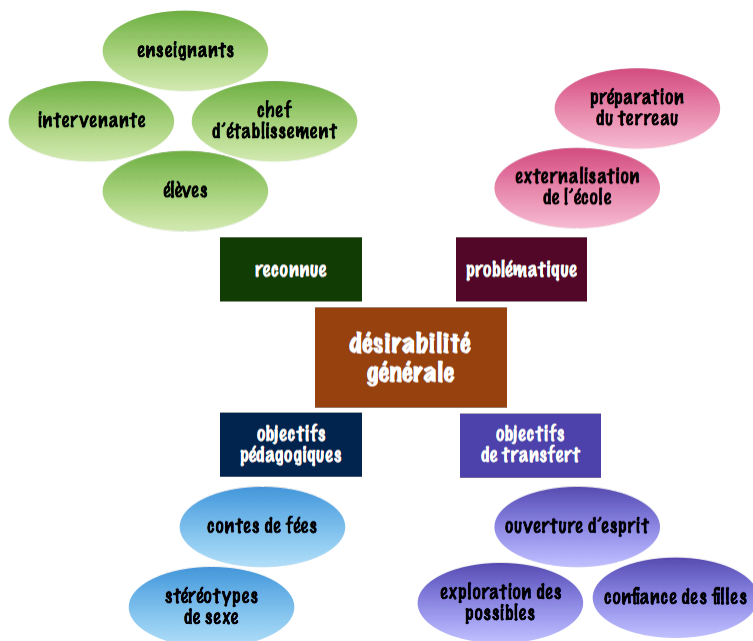 enseignants
intervenante
chef
d'établissement
élèves
préparation
du terreau
externalisation
de l'école
reconnue
problématique
désirabilité
générale
objectifs
pédagogiques
objectifs
de transfert
contes de fées
stéréotypes
de sexe
ouverture d'esprit
exploration des
possibles
confiance des filles